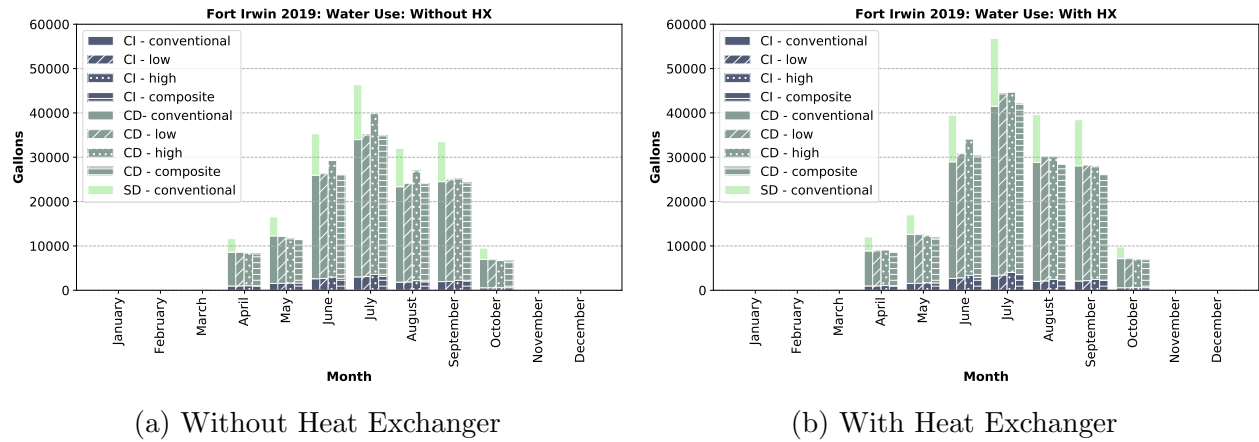 Fort Irwin 2019: Water Use: Without HX
60000
50000
40000
30000
20000
10000
0
Gallons
CI - conventional
CI - low
CI - high
CI - composite
CD- conventional
CD - low
CD - high
CD - composite
SD - conventional
January
February
March
April
May
June
July
August
September
October
November
December
Month
(a) Without Heat Exchanger
Fort Irwin 2019: Water Use: With HX
60000
50000
40000
30000
20000
10000
0
Gallons
CI - conventional
CI - low
CI - high
CI - composite
CD - conventional
CD - low
CD - high
CD - composite
SD - conventional
January
February
March
April
May
June
July
August
September
October
November
December
Month
(b) With Heat Exchanger